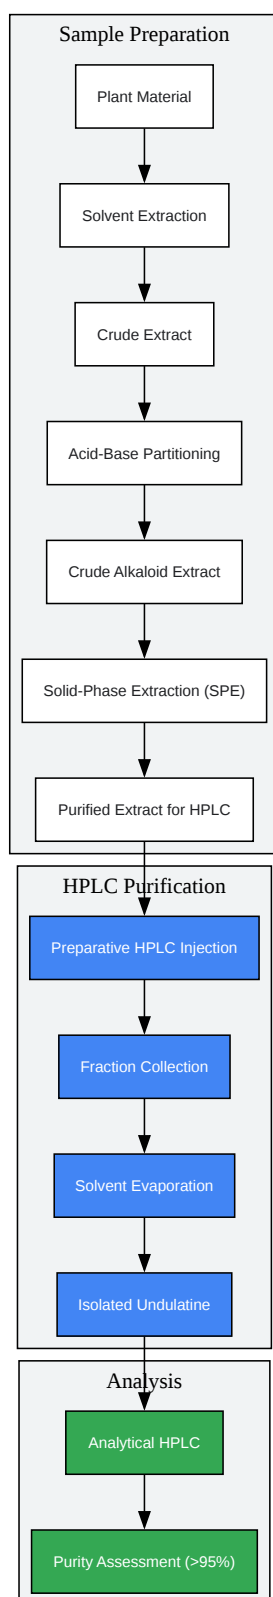 Sample Preparation
Plant Material
Solvent Extraction
Crude Extract
Acid-Base Partitioning
Crude Alkaloid Extract
Solid-Phase Extraction (SPE)
Purified Extract for HPLC
HPLC Purification
Preparative HPLC Injection
Fraction Collection
Solvent Evaporation
Isolated Undulatine
Analysis
Analytical HPLC
Purity Assessment (>95%)